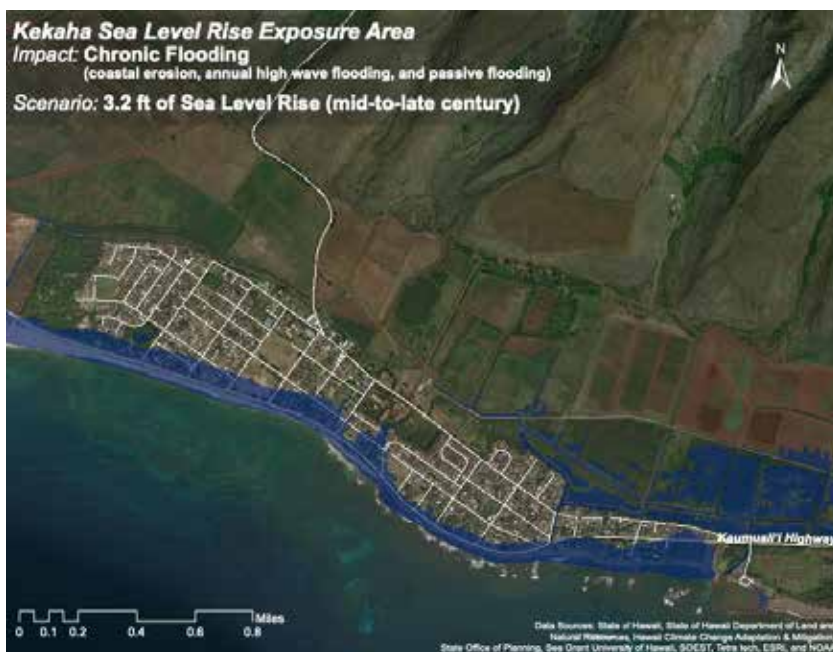 Kekaha Sea Level Rise Exposure Area
Impact: Chronic Flooding
(coastal erosion, annual high wave flooding, and passive flooding)
Scenario: 3.2 ft of Sea Level Rise (mid-to-late century)
N
Kaumuali'i Highway
Miles
0 0.1 0.2 0.4 0.6 0.8
Data Sources: State of Hawaii, State of Hawaii Department of Land and
Natural Resources, Hawaii Climate Change Adaptation & Mitigation
State Office of Planning, Sea Grant University of Hawaii, SOEST, Tetra tech, ESRI, and NOAA